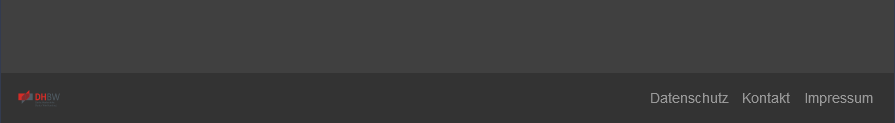 DHBW
Datenschutz Kontakt Impressum